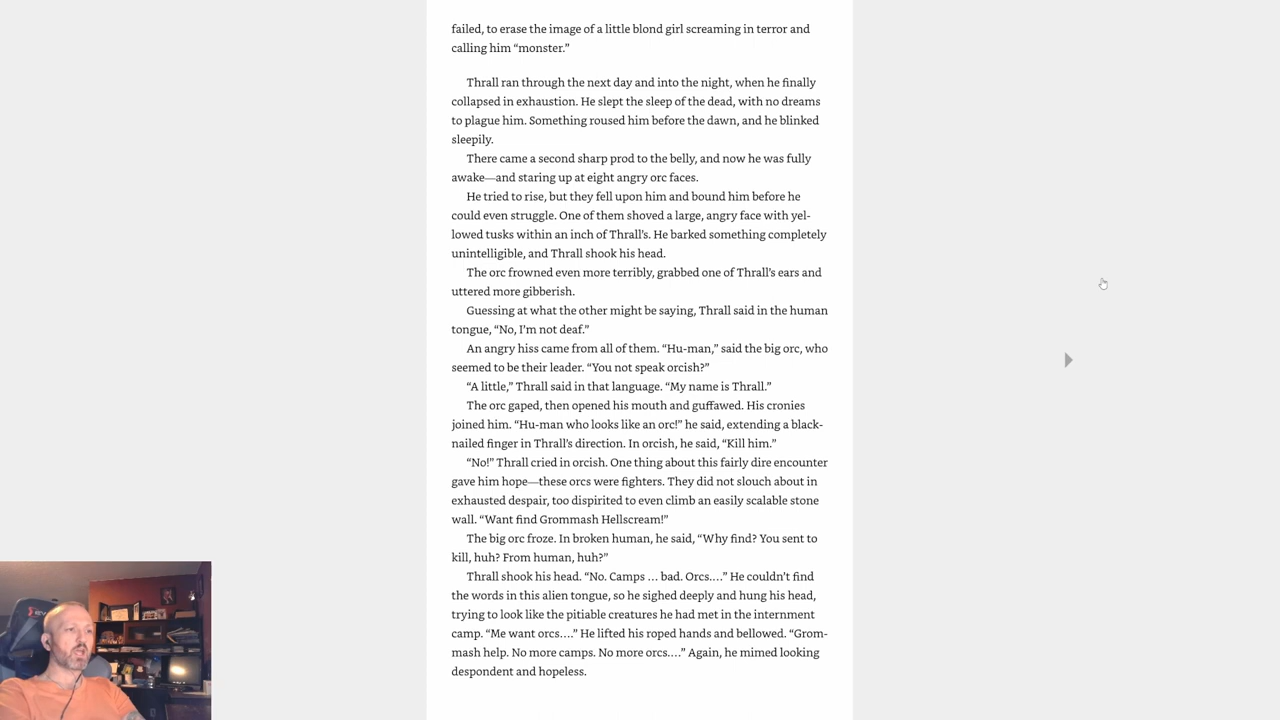 failed, to erase the image of a little blond girl screaming in terror and
calling him “monster.”
Thrall ran through the next day and into the night, when he finally
collapsed in exhaustion. He slept the sleep of the dead, with no dreams
to plague him. Something roused him before the dawn, and he blinked
sleepily.
There came a second sharp prod to the belly, and now he was fully
awake—and staring up at eight angry orc faces.
He tried to rise, but they fell upon him and bound him before he
could even struggle. One of them shoved a large, angry face with yel-
lowed tusks within an inch of Thrall’s. He barked something completely
unintelligible, and Thrall shook his head.
The orc frowned even more terribly, grabbed one of Thrall’s ears and
uttered more gibberish.
Guessing at what the other might be saying, Thrall said in the human
tongue, “No, I’m not deaf.”
An angry hiss came from all of them. “Hu-man,” said the big orc, who
seemed to be their leader. “You not speak orcish?”
“A little,” Thrall said in that language. “My name is Thrall.”
The orc gaped, then opened his mouth and guffawed. His cronies
joined him. “Hu-man who looks like an orc!” he said, extending a black-
nailed finger in Thrall’s direction. In orcish, he said, “Kill him.”
“No!” Thrall cried in orcish. One thing about this fairly dire encounter
gave him hope—these orcs were fighters. They did not slouch about in
exhausted despair, too dispirited to even climb an easily scalable stone
wall. “Want find Grommash Hellscream!”
The big orc froze. In broken human, he said, “Why find? You sent to
kill, huh? From human, huh?”
Thrall shook his head. “No. Camps … bad. Orcs.…” He couldn’t find
the words in this alien tongue, so he sighed deeply and hung his head,
trying to look like the pitiable creatures he had met in the internment
camp. “Me want orcs.…” He lifted his roped hands and bellowed. “Grom-
mash help. No more camps. No more orcs.…” Again, he mimed looking
despondent and hopeless.